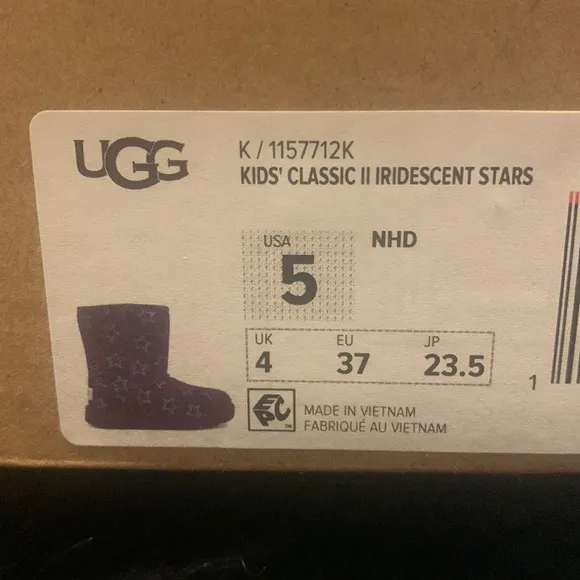 UGG
K / 1157712K
KIDS' CLASSIC II IRIDESCENT STARS
USA
5
NHD
UK EU JP
4 37 23.5
1
EPC™
MADE IN VIETNAM
FABRIQUÉ AU VIETNAM